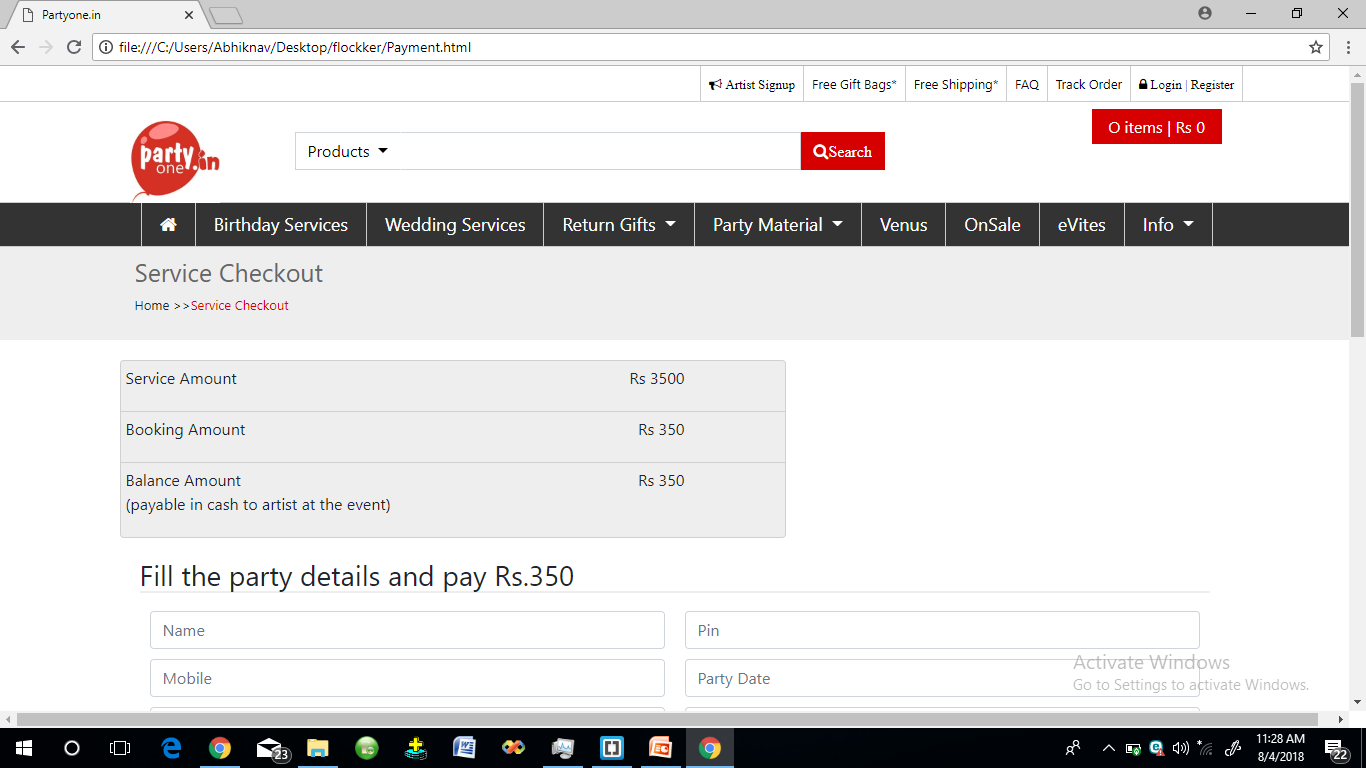 Partyone.in
file:///C:/Users/Abhiknav/Desktop/flockker/Payment.html
Artist Signup Free Gift Bags* Free Shipping* FAQ Track Order Login | Register
O items | Rs 0
party one.in
Products Search
Birthday Services Wedding Services Return Gifts Party Material Venus OnSale eVites Info
Service Checkout
Home >>Service Checkout
Service Amount Rs 3500
Booking Amount Rs 350
Balance Amount Rs 350
(payable in cash to artist at the event)
Fill the party details and pay Rs.350
Name Pin
Mobile Party Date
Activate Windows
Go to Settings to activate Windows.
23
11:28 AM
8/4/2018
22